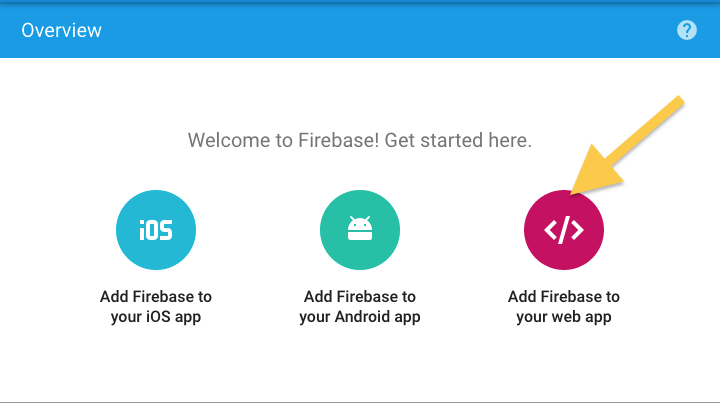 Overview
?
Welcome to Firebase! Get started here.
iOS
</>
Add Firebase to
your iOS app
Add Firebase to
your Android app
Add Firebase to
your web app